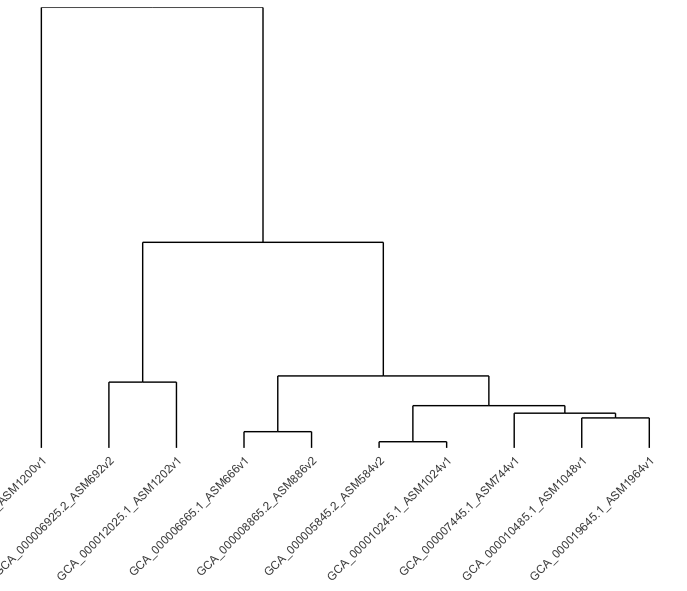 _ASM1200v1
GCA_000006925.2_ASM692v2
GCA_000012025.1_ASM1202v1
GCA_000006665.1_ASM666v1
GCA_000008865.2_ASM886v2
GCA_000005845.2_ASM584v2
GCA_000010245.1_ASM1024v1
GCA_000007445.1_ASM744v1
GCA_000010485.1_ASM1048v1
GCA_000019645.1_ASM1964v1